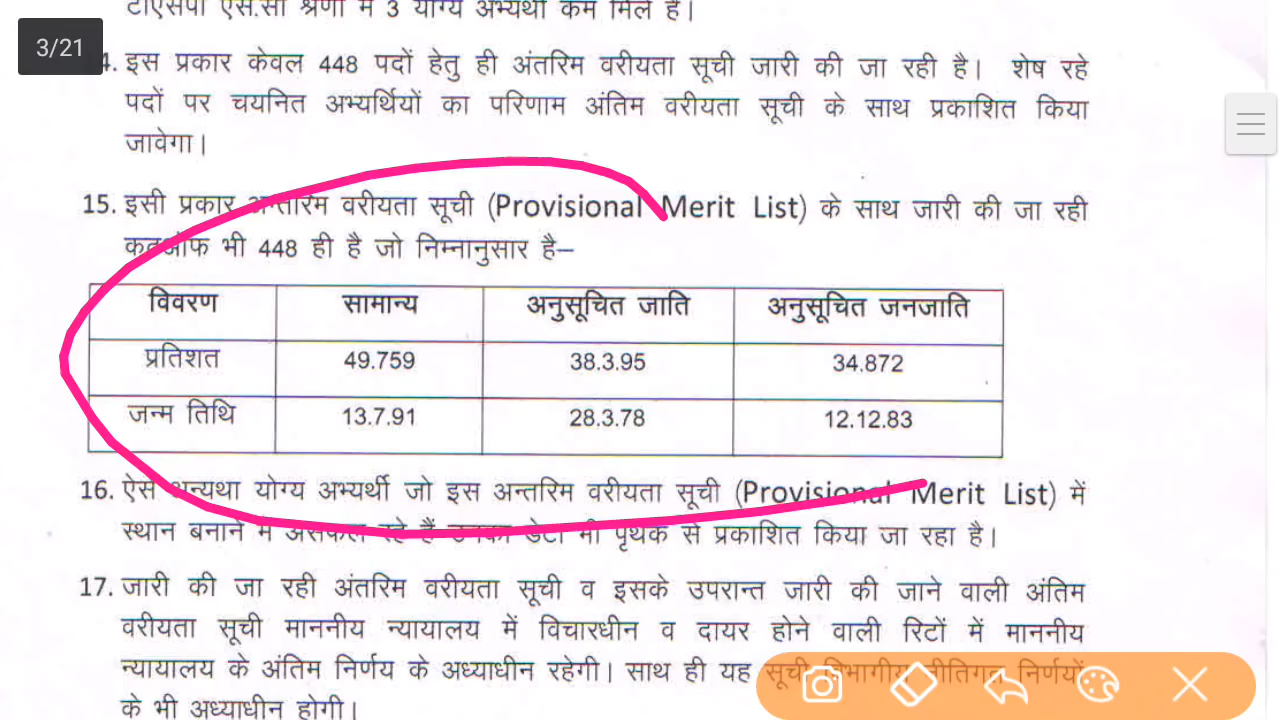 टीएसपी एस.सी श्रेणी में 3 योग्य अभ्यर्थी कम मिले हैं।
3/21
4. इस प्रकार केवल 448 पदों हेतु ही अंतरिम वरीयता सूची जारी की जा रही है। शेष रहे
पदों पर चयनित अभ्यर्थियों का परिणाम अंतिम वरीयता सूची के साथ प्रकाशित किया
जावेगा।
15. इसी प्रकार अन्तरिम वरीयता सूची (Provisional Merit List) के साथ जारी की जा रही
कतऑफ भी 448 ही है जो निम्नानुसार है–
विवरण सामान्य अनुसूचित जाति अनुसूचित जनजाति
प्रतिशत 49.759 38.3.95 34.872
जन्म तिथि 13.7.91 28.3.78 12.12.83
16. ऐसे अन्यथा योग्य अभ्यर्थी जो इस अन्तरिम वरीयता सूची (Provisional Merit List) में
स्थान बनाने में असफल रहे हैं उनका डेटा भी पृथक से प्रकाशित किया जा रहा है।
17. जारी की जा रही अंतरिम वरीयता सूची व इसके उपरान्त जारी की जाने वाली अंतिम
वरीयता सूची माननीय न्यायालय में विचारधीन व दायर होने वाली रिटों में माननीय
न्यायालय के अंतिम निर्णय के अध्याधीन रहेगी। साथ ही यह सूची विभागीय नीतिगत निर्णयों
के भी अध्याधीन होगी।